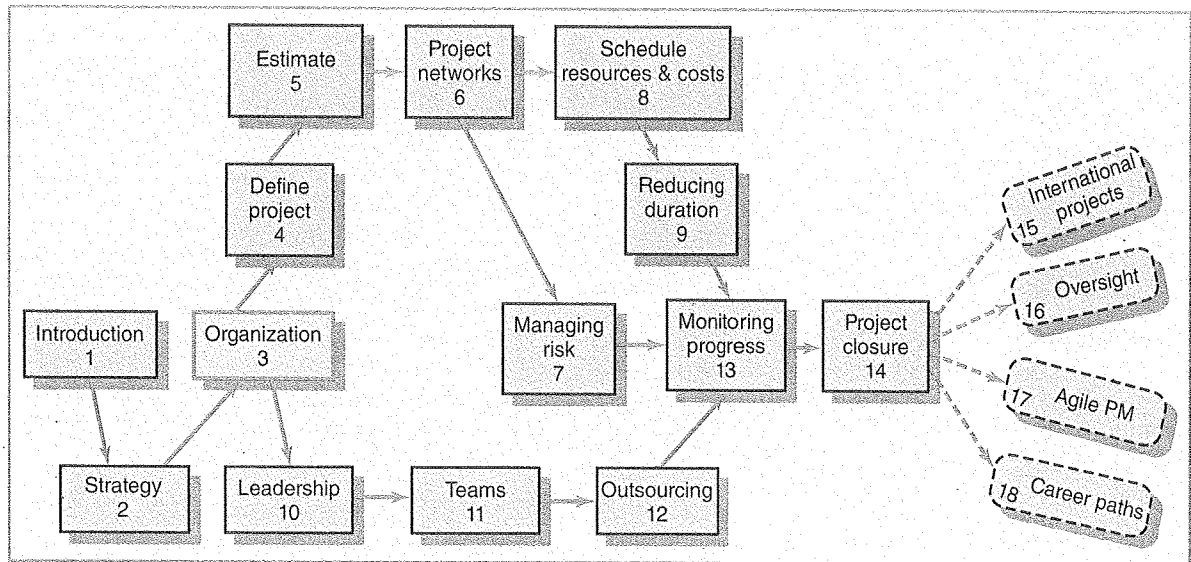 Estimate
5
Project
networks
6
Schedule
resources & costs
8
Define
project
4
Reducing
duration
9
International
projects
15
Oversight
16
Introduction
1
Organization
3
Managing
risk
7
Monitoring
progress
13
Project
closure
14
Agile PM
17
Strategy
2
Leadership
10
Teams
11
Outsourcing
12
Career paths
18